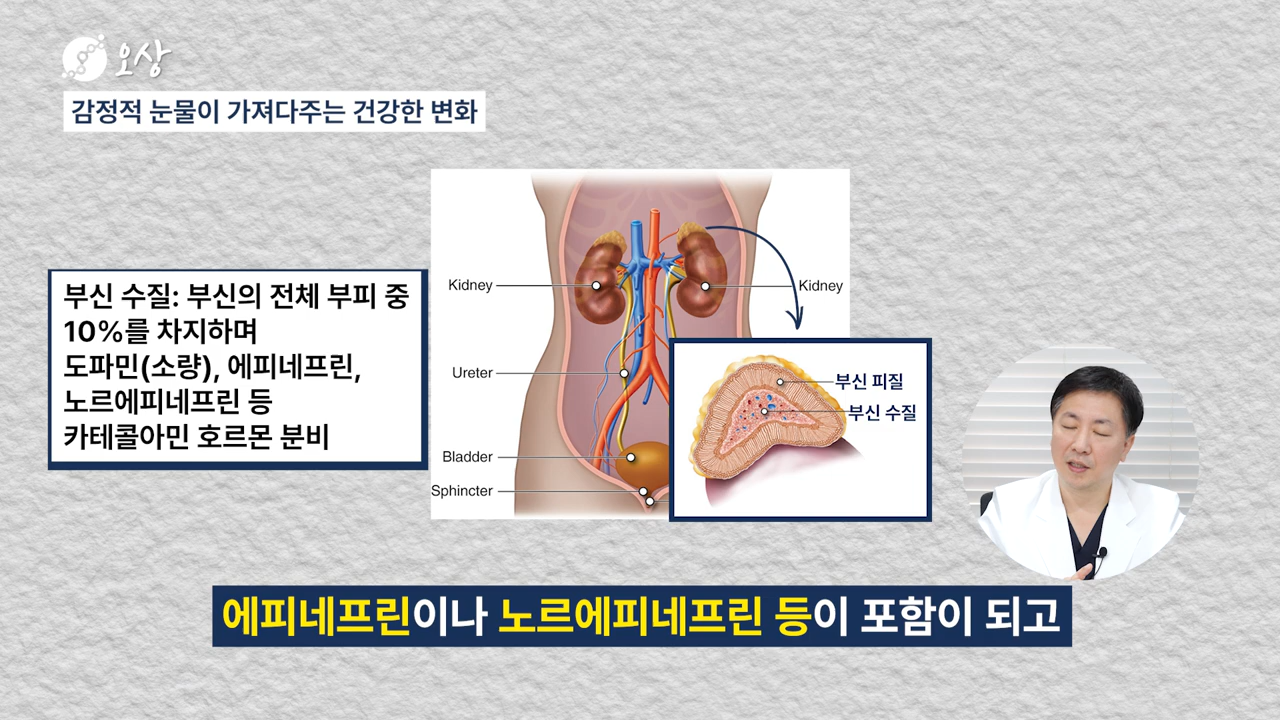 오상
감정적 눈물이 가져다주는 건강한 변화
부신 수질: 부신의 전체 부피 중
10%를 차지하며
도파민(소량), 에피네프린,
노르에피네프린 등
카테콜아민 호르몬 분비
Kidney
Kidney
Ureter
Bladder
Sphincter
부신 피질
부신 수질
에피네프린이나 노르에피네프린 등이 포함이 되고